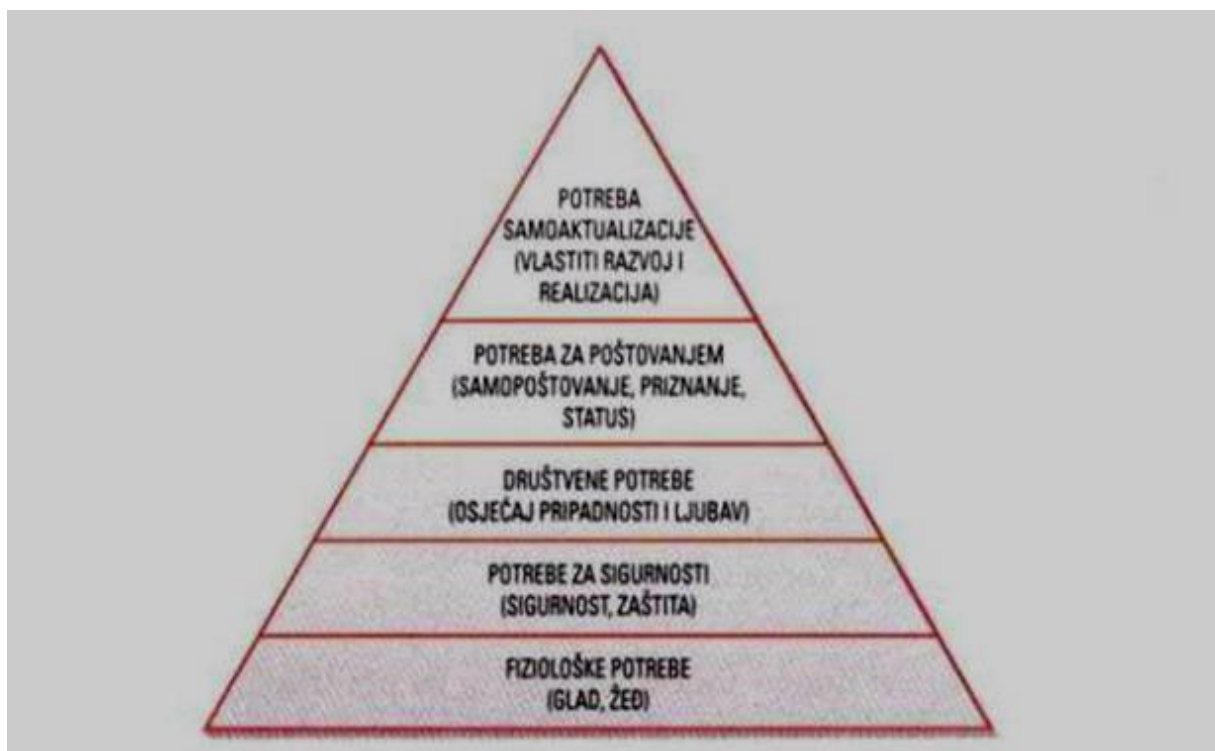 POTREBA
SAMOAKTUALIZACIJE
(VLASTITI RAZVOJ I
REALIZACIJA)
POTREBA ZA POŠTOVANJEM
(SAMOPOŠTOVANJE, PRIZNANJE,
STATUS)
DRUŠTVENE POTREBE
(OSJEĆAJ PRIPADNOSTI I LJUBAV)
POTREBE ZA SIGURNOSTI
(SIGURNOST, ZAŠTITA)
FIZIOLOŠKE POTREBE
(GLAD, ŽEĐ)